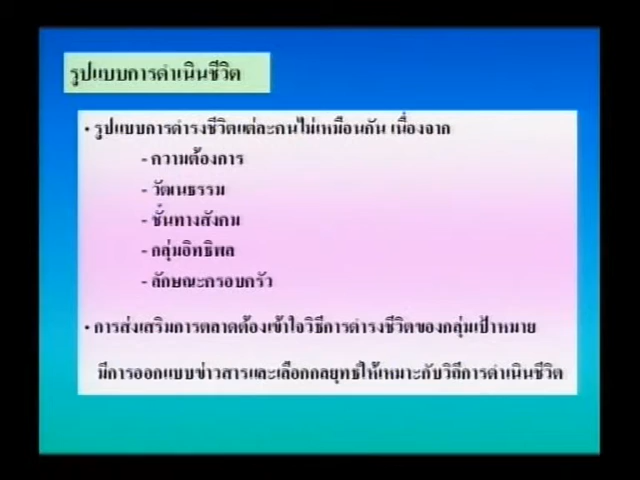 รูปแบบการดำเนินชีวิต
• รูปแบบการดำรงชีวิตแต่ละคนไม่เหมือนกัน เนื่องจาก
- ความต้องการ
- วัฒนธรรม
- ชั้นทางสังคม
- กลุ่มอิทธิพล
- ลักษณะครอบครัว
• การส่งเสริมการตลาดต้องเข้าใจวิธีการดำรงชีวิตของกลุ่มเป้าหมาย
มีการออกแบบข่าวสารและเลือกกลยุทธ์ให้เหมาะกับวิถีการดำเนินชีวิต